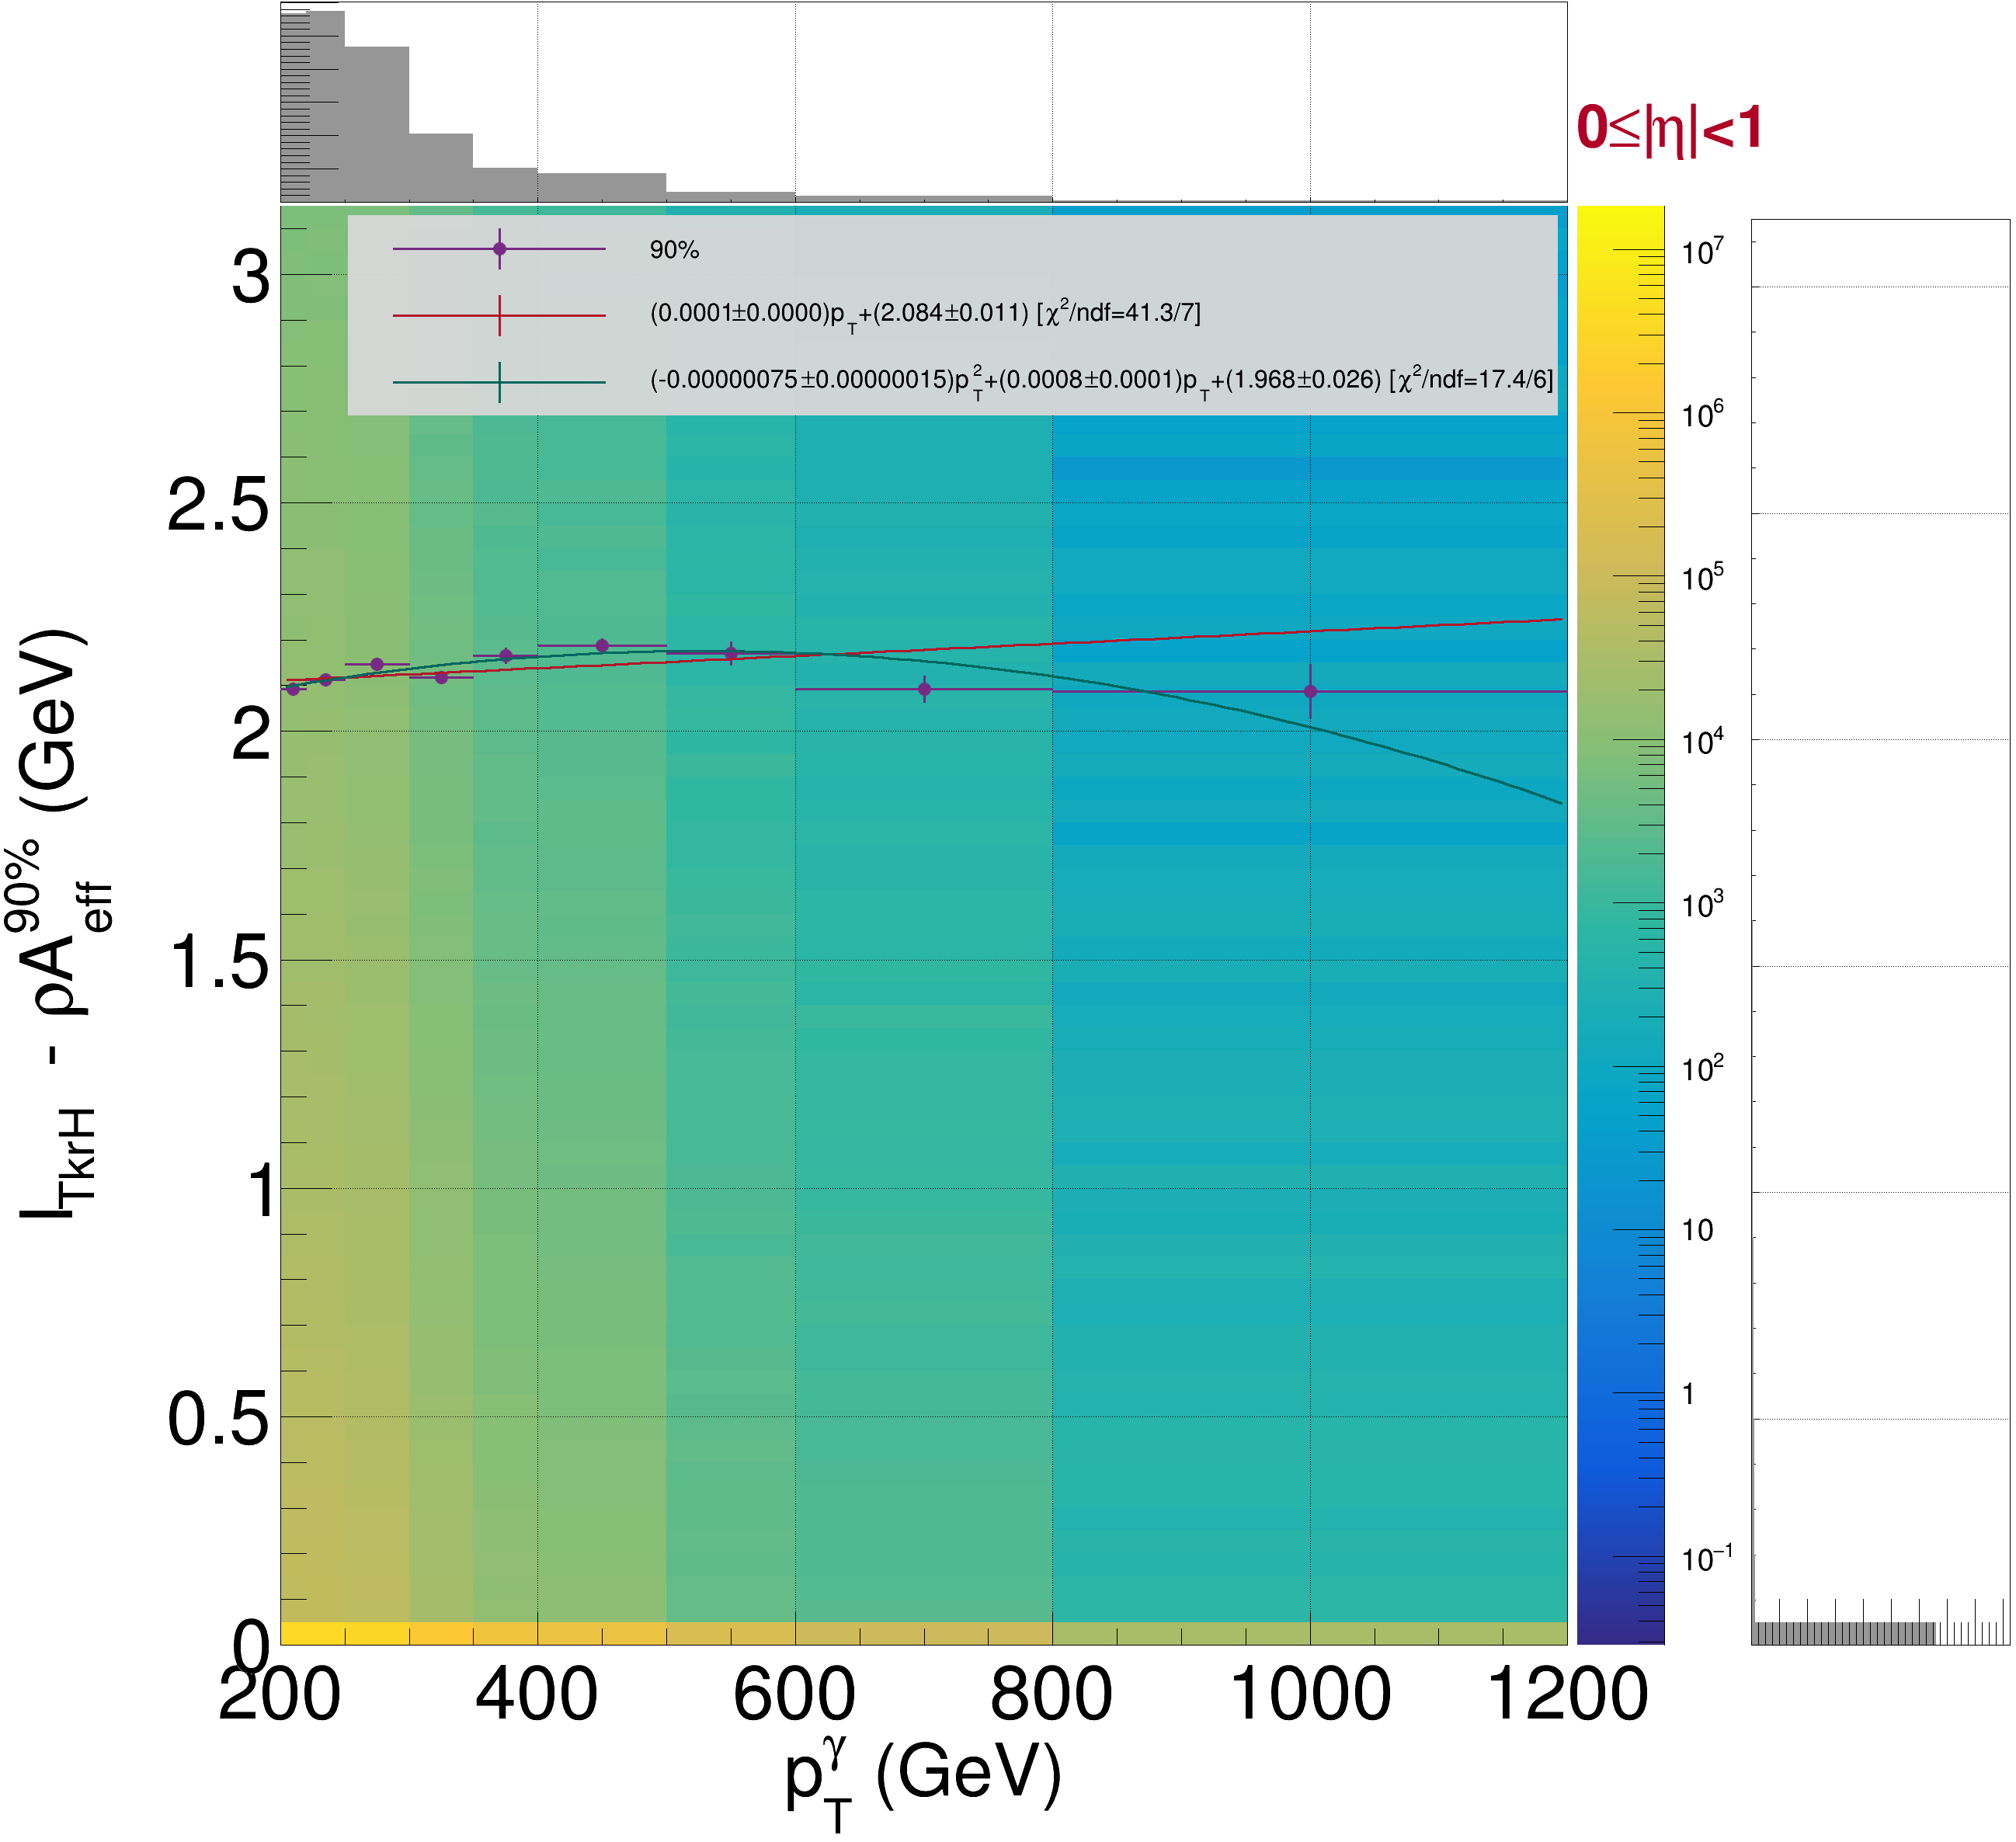 0≤|η|<1
90%
(0.0001±0.0000)p_T+(2.084±0.011) [χ²/ndf=41.3/7]
(-0.00000075±0.00000015)p_T²+(0.0008±0.0001)p_T+(1.968±0.026) [χ²/ndf=17.4/6]
3
2.5
2
1.5
1
0.5
0
200 400 600 800 1000 1200
p_T^γ (GeV)
I_TkrH - ρA_eff^90% (GeV)
10⁷
10⁶
10⁵
10⁴
10³
10²
10
1
10⁻¹